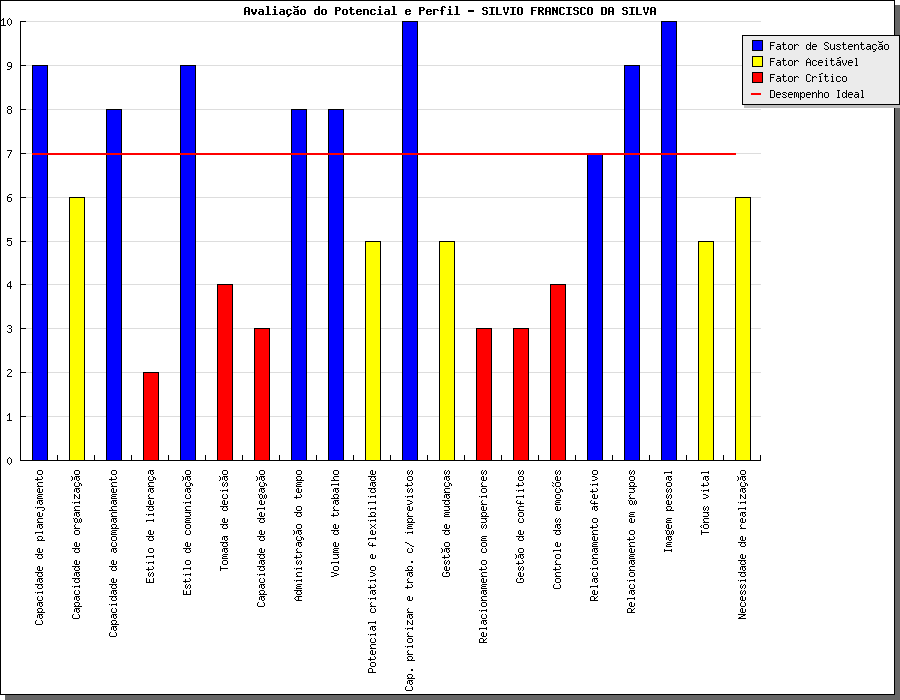 Avaliação do Potencial e Perfil - SILVIO FRANCISCO DA SILVA
Fator de Sustentação
Fator Aceitável
Fator Crítico
Desempenho Ideal
10
9
8
7
6
5
4
3
2
1
0
Capacidade de planejamento
Capacidade de organização
Capacidade de acompanhamento
Estilo de liderança
Estilo de comunicação
Tomada de decisão
Capacidade de delegação
Administração do tempo
Volume de trabalho
Potencial criativo e flexibilidade
Cap. priorizar e trab. c/ imprevistos
Gestão de mudanças
Relacionamento com superiores
Gestão de conflitos
Controle das emoções
Relacionamento afetivo
Relacionamento em grupos
Imagem pessoal
Tônus vital
Necessidade de realização